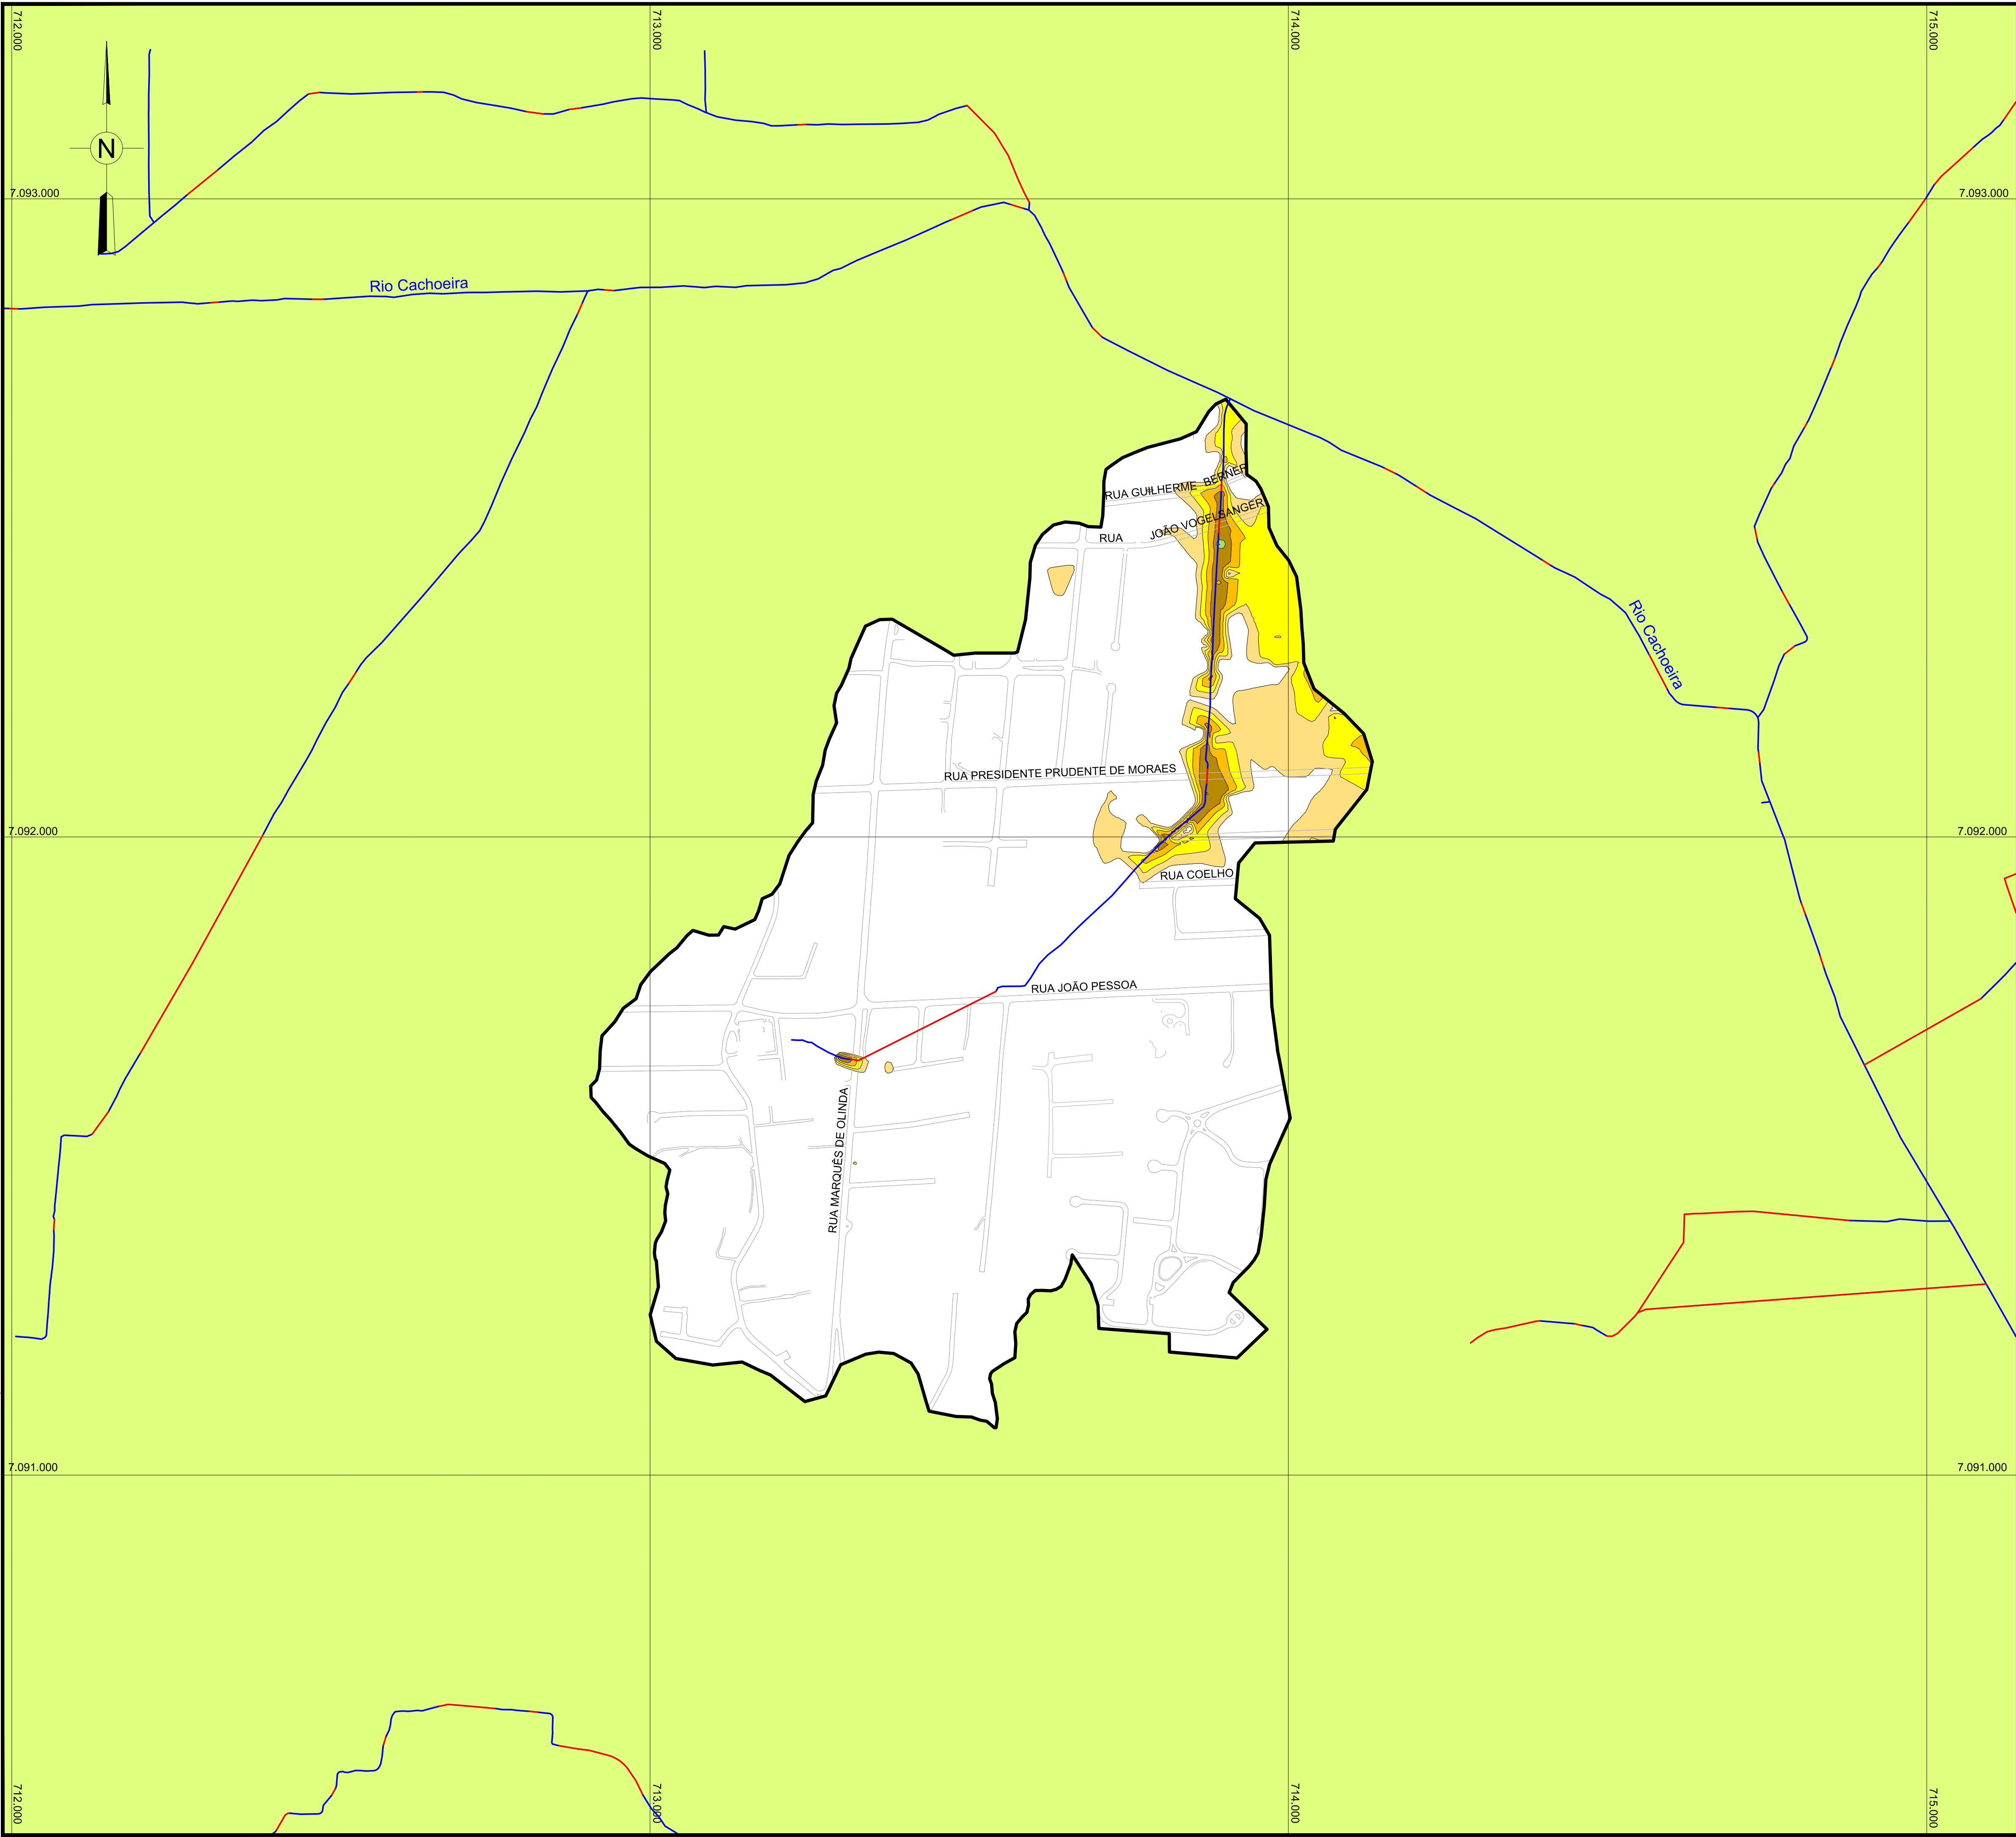 712.000
713.000
714.000
715.000
N
7.093.000
7.093.000
Rio Cachoeira
RUA GUILHERME BERNER
JOÃO VOGELSANGER
RUA
Rio Cachoeira
RUA PRESIDENTE PRUDENTE DE MORAES
7.092.000
7.092.000
RUA COELHO
RUA JOÃO PESSOA
RUA MARQUÊS DE OLINDA
7.091.000
7.091.000
712.000
713.000
714.000
715.000